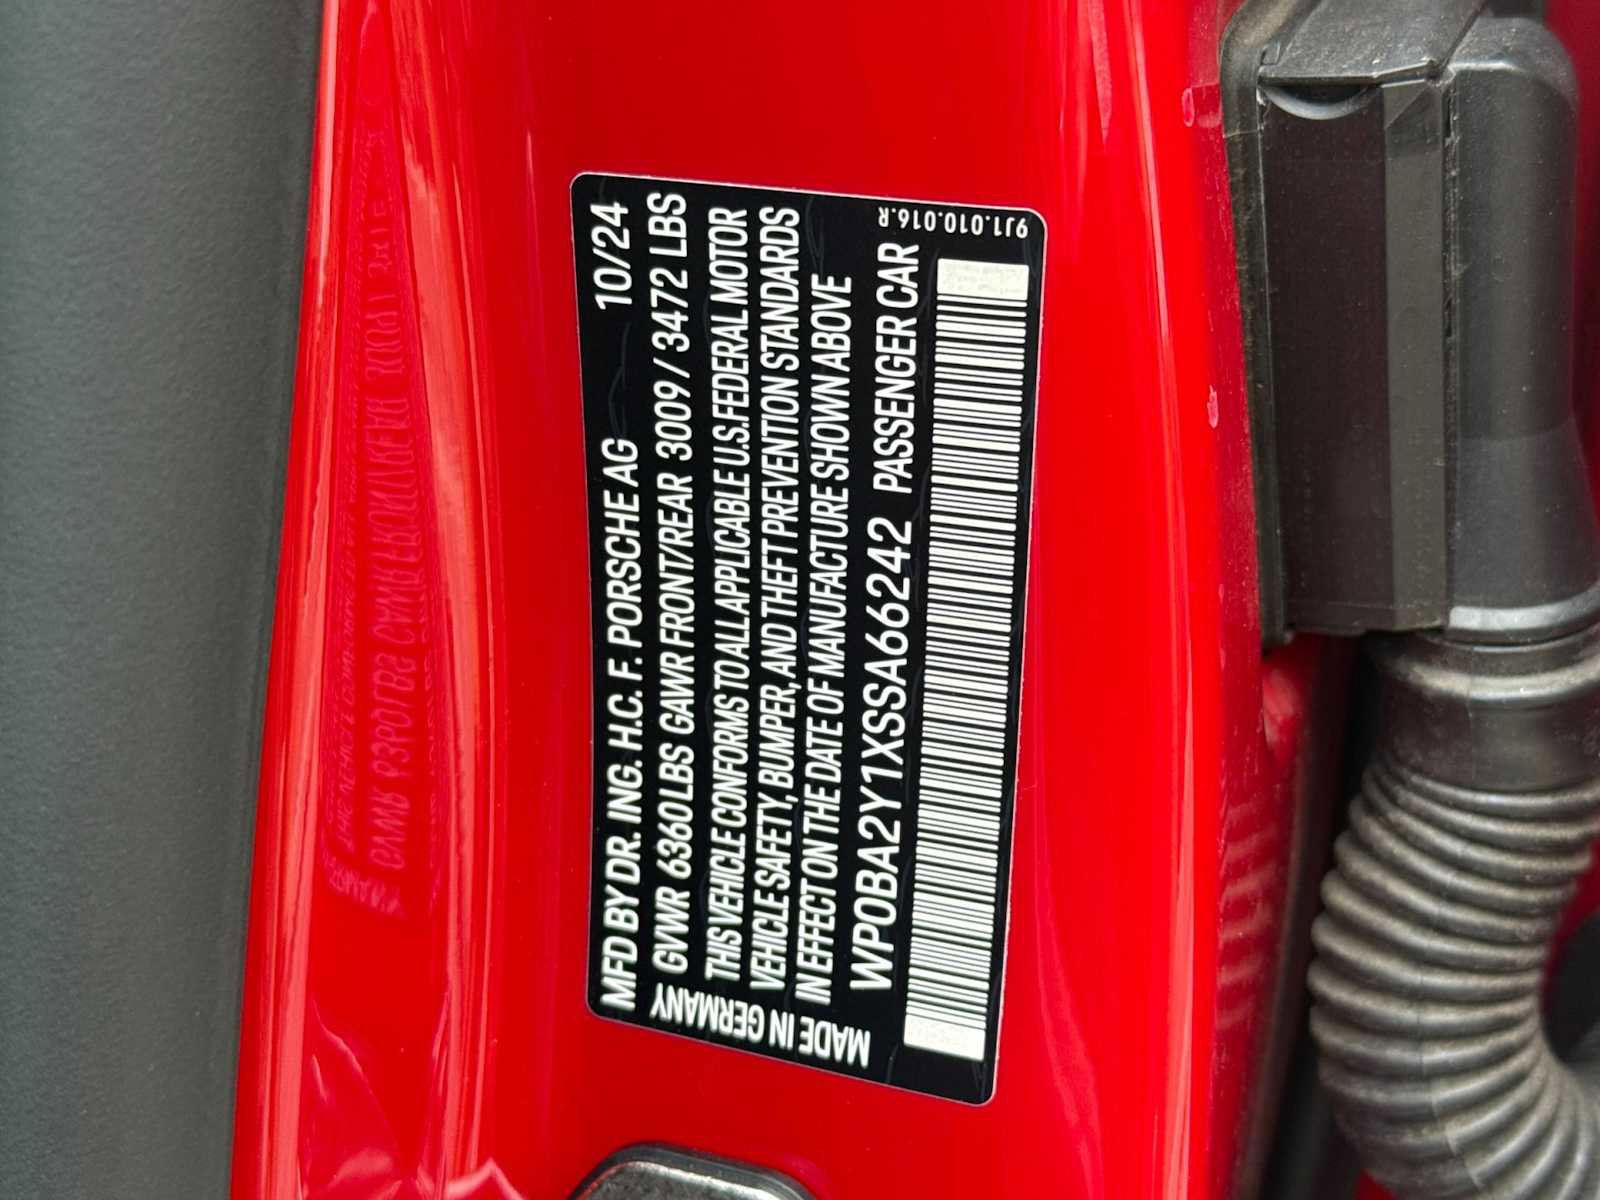 MFD BY DR. ING. H.C. F. PORSCHE AG 10/24
GVWR 6360 LBS GAWR FRONT/REAR 3009 / 3472 LBS
THIS VEHICLE CONFORMS TO ALL APPLICABLE U.S. FEDERAL MOTOR
VEHICLE SAFETY, BUMPER, AND THEFT PREVENTION STANDARDS
IN EFFECT ON THE DATE OF MANUFACTURE SHOWN ABOVE
WP0BA2Y1XSSA66242 PASSENGER CAR
MADE IN GERMANY
9J1.010.016.R